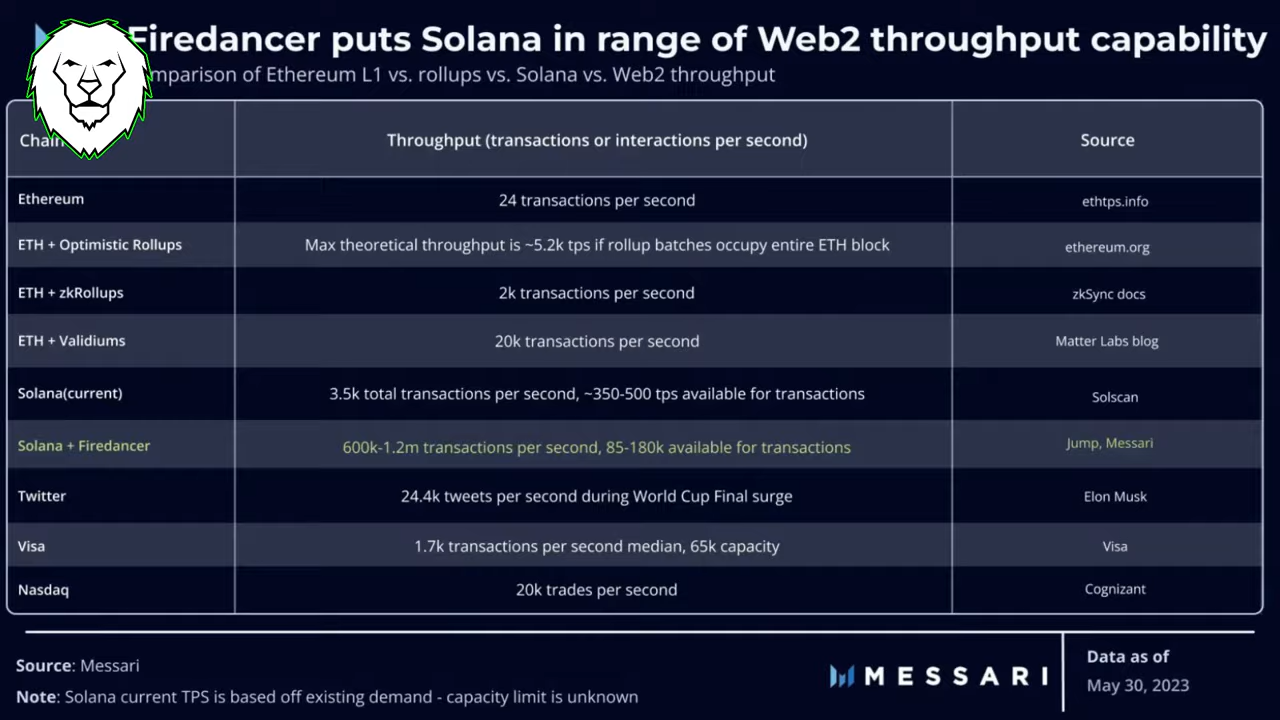 Firedancer puts Solana in range of Web2 throughput capability
mparison of Ethereum L1 vs. rollups vs. Solana vs. Web2 throughput
Chain Throughput (transactions or interactions per second) Source
Ethereum 24 transactions per second ethtps.info
ETH + Optimistic Rollups Max theoretical throughput is ~5.2k tps if rollup batches occupy entire ETH block ethereum.org
ETH + zkRollups 2k transactions per second zkSync docs
ETH + Validiums 20k transactions per second Matter Labs blog
Solana(current) 3.5k total transactions per second, ~350-500 tps available for transactions Solscan
Solana + Firedancer 600k-1.2m transactions per second, 85-180k available for transactions Jump, Messari
Twitter 24.4k tweets per second during World Cup Final surge Elon Musk
Visa 1.7k transactions per second median, 65k capacity Visa
Nasdaq 20k trades per second Cognizant
Source: Messari
Note: Solana current TPS is based off existing demand - capacity limit is unknown
MESSARI
Data as of
May 30, 2023